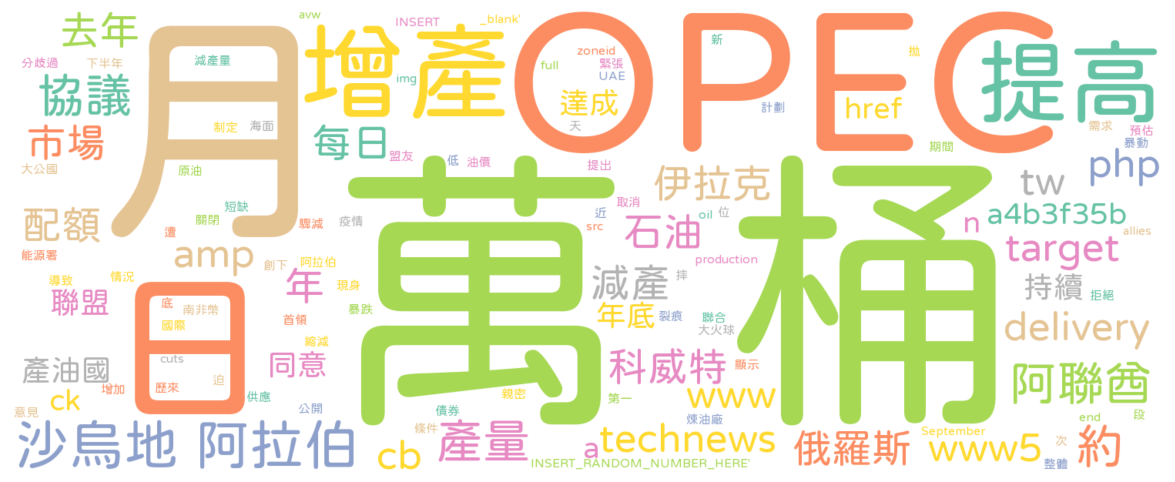 avw
INSERT
_blank'
新
拋
去年
月
增產
OPEC
提高
分歧過
下半年
減產量
zoneid
緊張
full
UAE
img
協議
達成
href
計劃
天
需求
預估
暴動
市場
制定
海面
每日
期間
php
大公國
盟友
低
油價
提出
原油
萬桶
伊拉克
tw
取消
短缺
配額
關閉
疫情
驟減
近
石油
oil
位
n
a4b3f35b
遭
src
target
allies
能源署
amp
創下
阿拉伯
production
導致
情況
年
現身
減產
摔
持續
拒絕
聯盟
日
底
南非幣
首領
暴跌
年底
裂痕
聯合
大火球
delivery
國際
縮減
cuts
產油國
同意
科威特
顯示
阿聯酋
增加
歷來
迫
供應
親密
第一
www
ck
意見
公開
債券
煉油廠
end
段
條件
沙烏地 阿拉伯
cb
產量
a
technews
俄羅斯
September
www5
次
約
整體
INSERT_RANDOM_NUMBER_HERE'